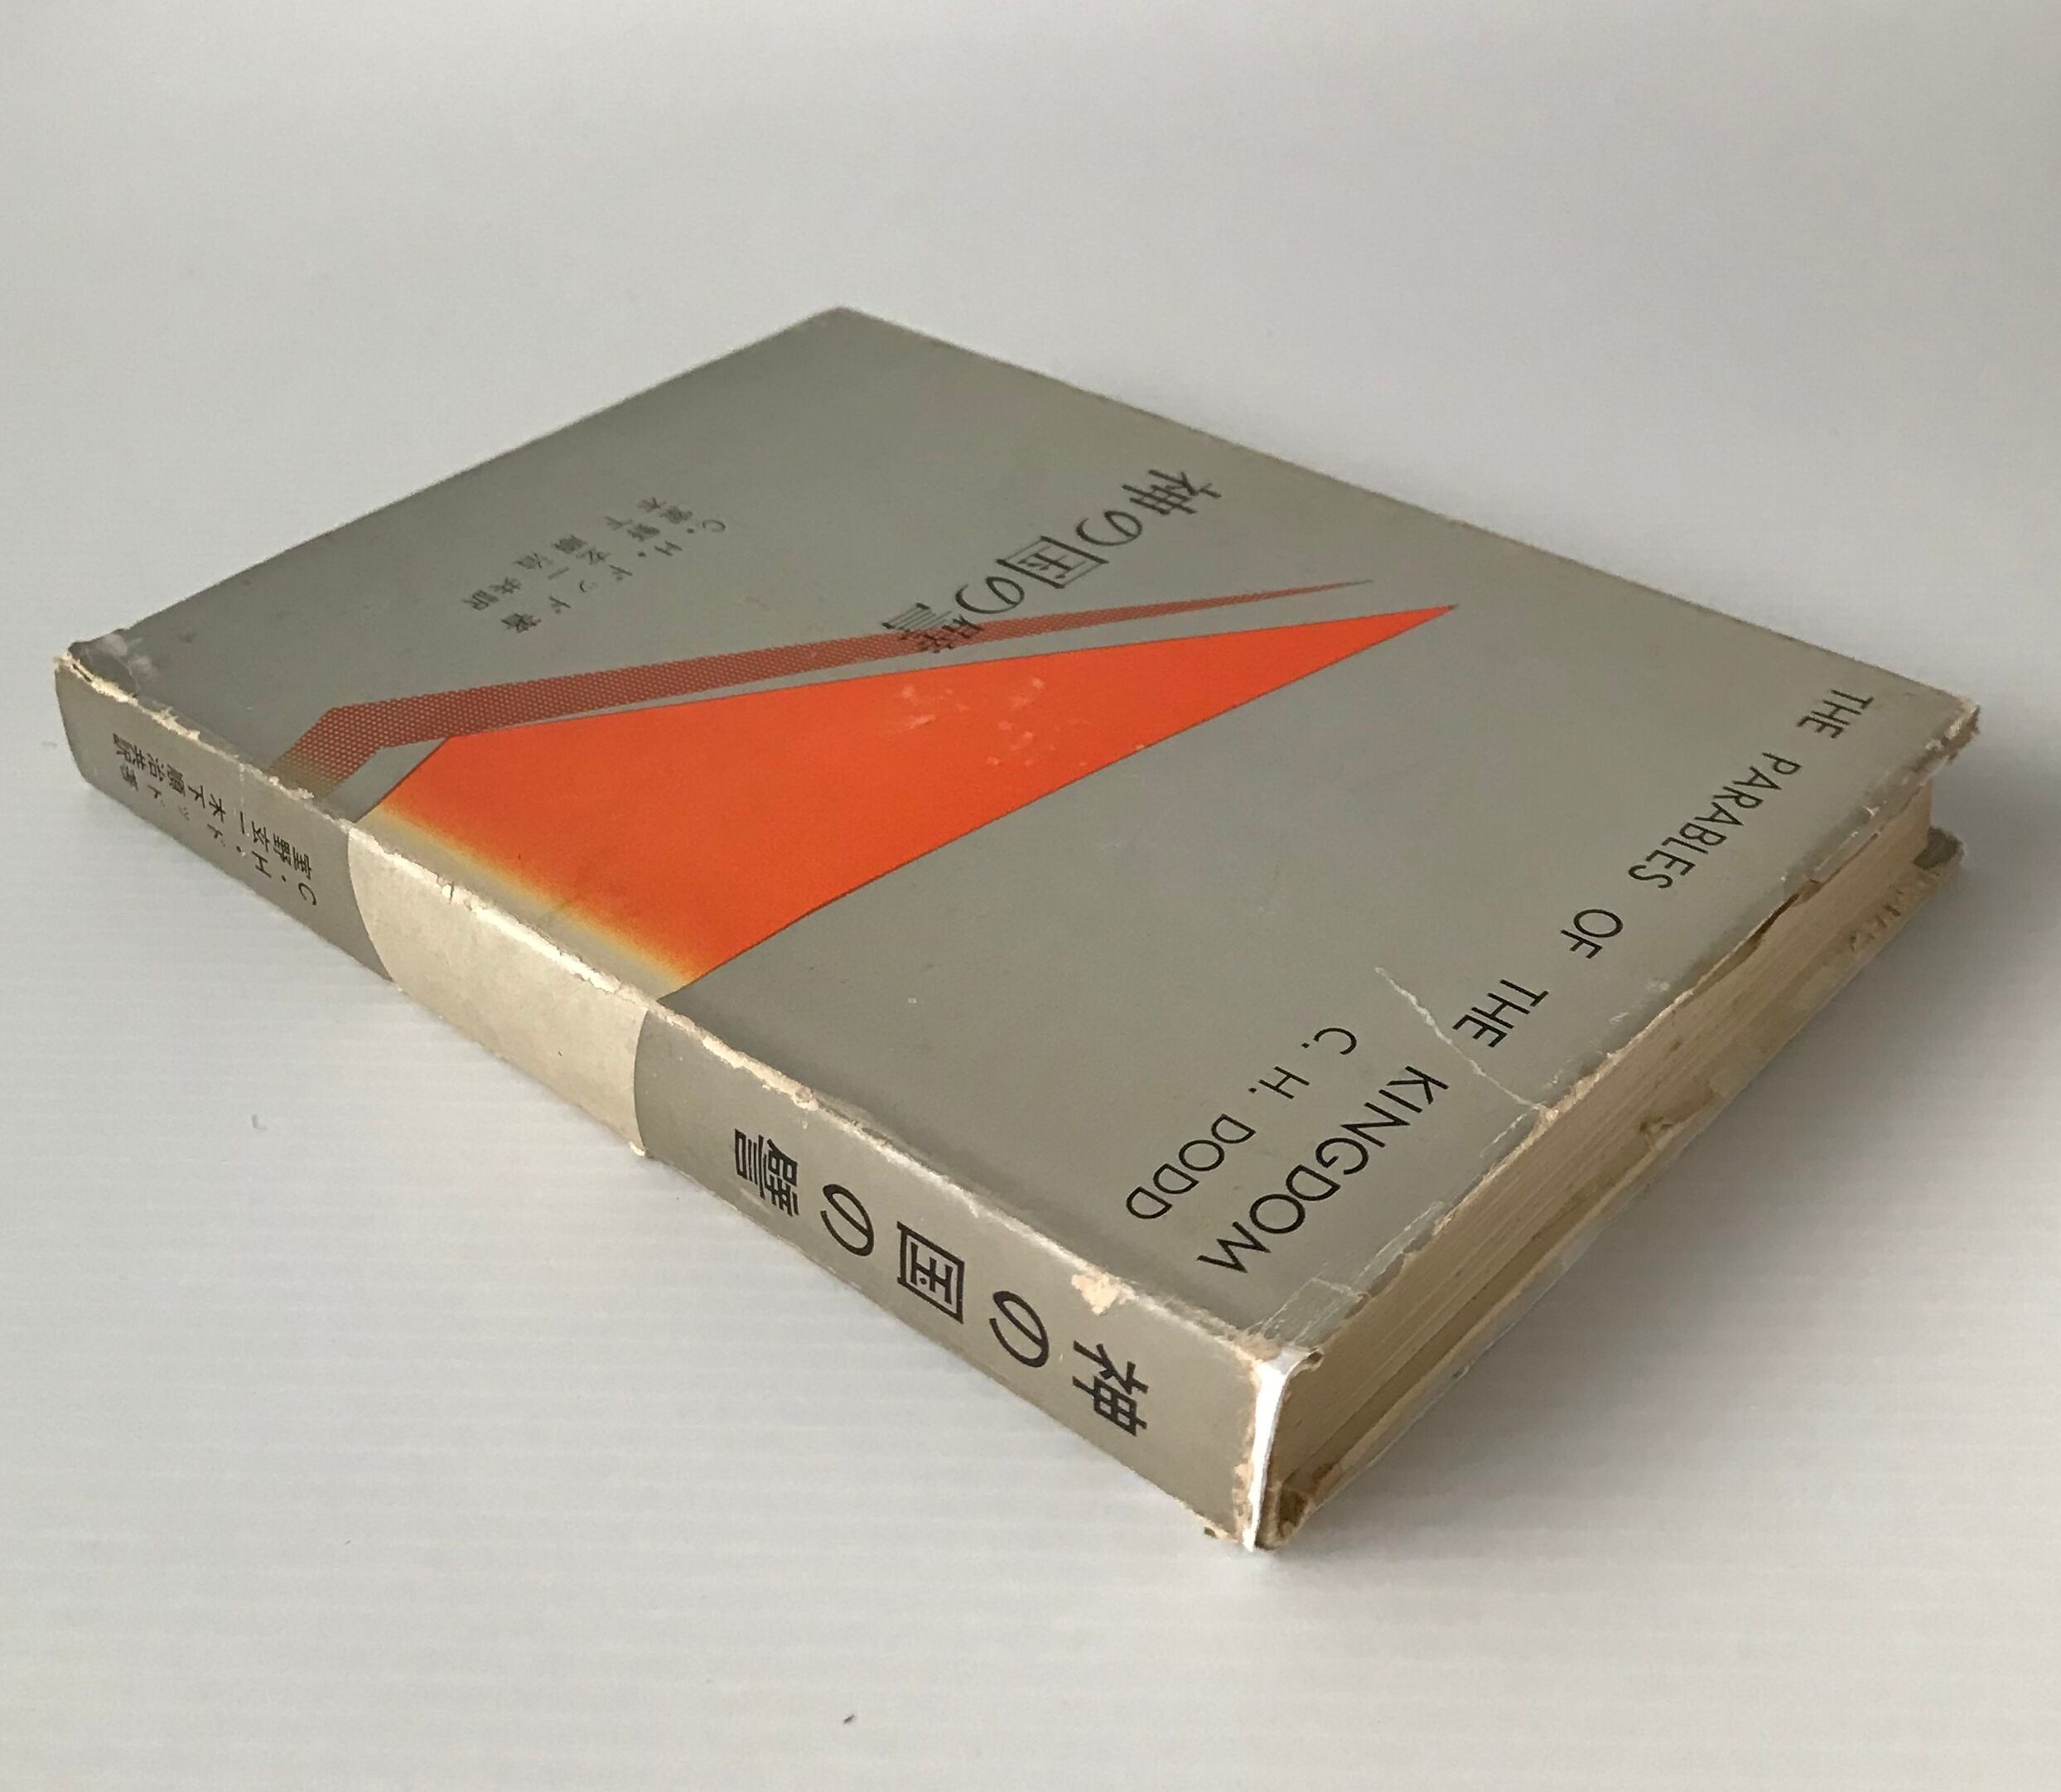 THE PARABLES OF THE KINGDOM
C. H. DODD
神の国の譬
C・H・ドッド著
室野玄一
木下順治共訳
神の国の譬
C・H・ドッド著
室野玄一
木下順治共訳